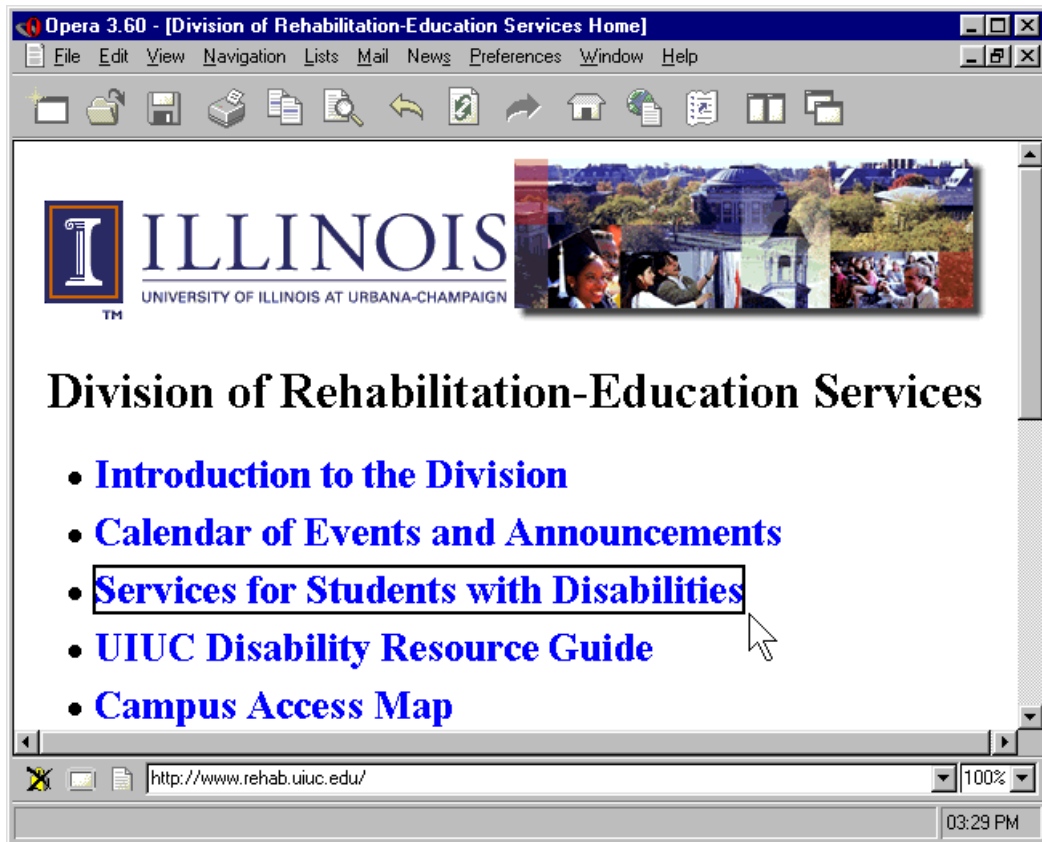 Opera 3.60 - [Division of Rehabilitation-Education Services Home]
File Edit View Navigation Lists Mail News Preferences Window Help
I ILLINOIS
UNIVERSITY OF ILLINOIS AT URBANA-CHAMPAIGN
TM
Division of Rehabilitation-Education Services
• Introduction to the Division
• Calendar of Events and Announcements
• Services for Students with Disabilities
• UIUC Disability Resource Guide
• Campus Access Map
http://www.rehab.uiuc.edu/ 100%
03:29 PM